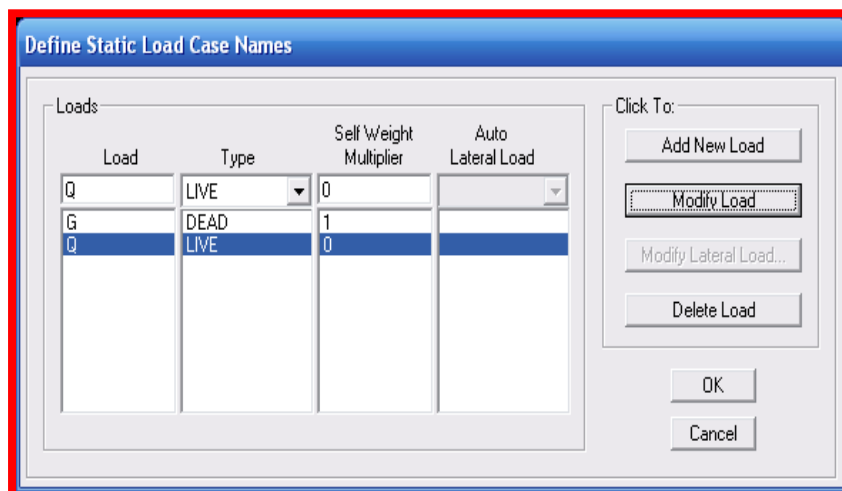 Define Static Load Case Names
Loads
Load Type Self Weight Multiplier Auto Lateral Load
Q LIVE 0
G DEAD 1
Q LIVE 0
Click To:
Add New Load
Modify Load
Modify Lateral Load...
Delete Load
OK
Cancel